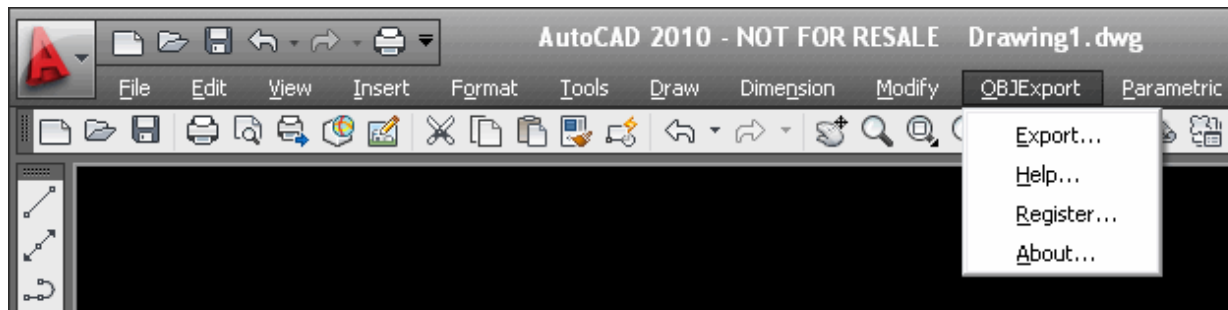 AutoCAD 2010 - NOT FOR RESALE Drawing1.dwg
File Edit View Insert Format Tools Draw Dimension Modify OBJExport Parametric
Export...
Help...
Register...
About...